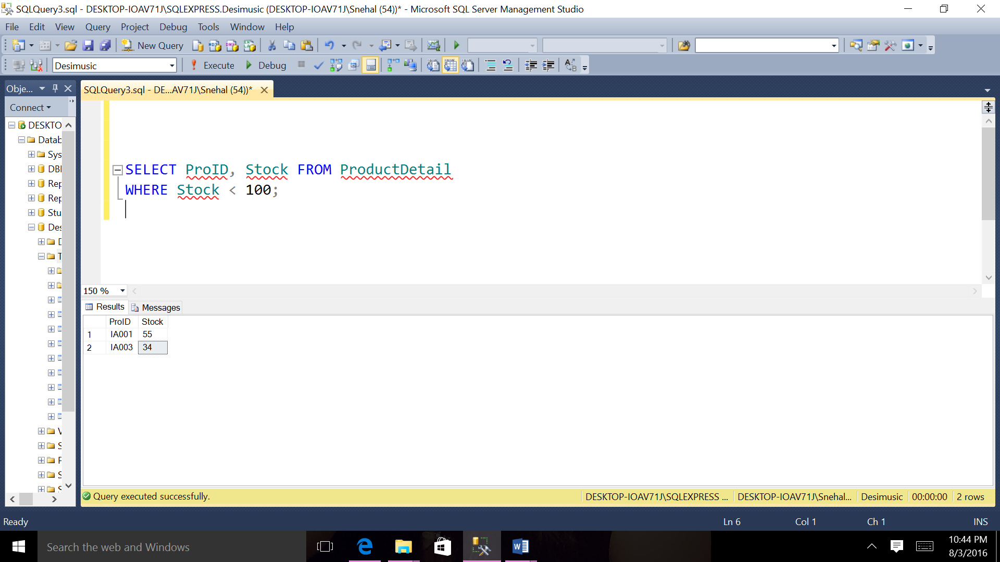 SQLQuery3.sql - DESKTOP-IOAV71J\SQLEXPRESS.Desimusic (DESKTOP-IOAV71J\Snehal (54))* - Microsoft SQL Server Management Studio
File Edit View Query Project Debug Tools Window Help
New Query
Desimusic Execute Debug
Obje... SQLQuery3.sql - DE...AV71J\Snehal (54))*
Connect
DESKTO
Datab
Sys
DBI
Rep
Rep
Stu
Des
SELECT ProID, Stock FROM ProductDetail
WHERE Stock < 100;
150 %
Results Messages
ProID Stock
1 IA001 55
2 IA003 34
Query executed successfully. DESKTOP-IOAV71J\SQLEXPRESS ... DESKTOP-IOAV71J\Snehal... Desimusic 00:00:00 2 rows
Ready Ln 6 Col 1 Ch 1 INS
Search the web and Windows
10:44 PM
8/3/2016